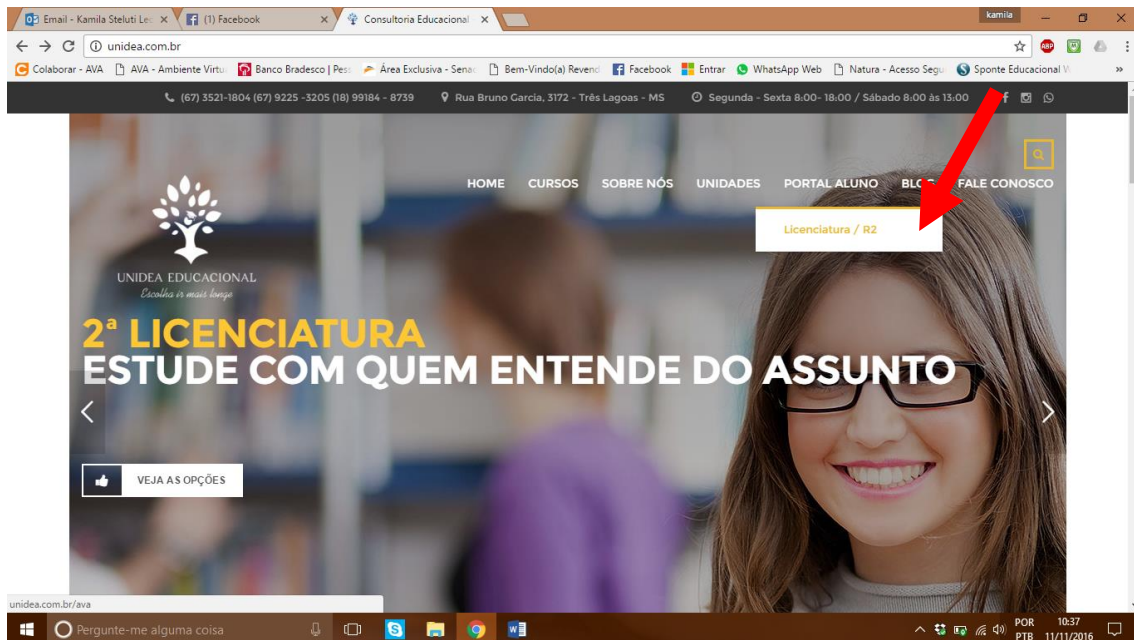 Email - Kamila Steluti Le
(1) Facebook
Consultoria Educacional
kamila
unidea.com.br
ABP
Colaborar - AVA
AVA - Ambiente Virtu
Banco Bradesco | Pes
Área Exclusiva - Sena
Bem-Vindo(a) Revend
Facebook
Entrar
WhatsApp Web
Natura - Acesso Segu
Sponte Educacional
»
(67) 3521-1804 (67) 9225 -3205 (18) 99184 - 8739
Rua Bruno Garcia, 3172 - Três Lagoas - MS
Segunda - Sexta 8:00- 18:00 / Sábado 8:00 às 13:00
HOME CURSOS SOBRE NÓS UNIDADES PORTAL ALUNO BLOG FALE CONOSCO
Licenciatura / R2
UNIDEA EDUCACIONAL
Escolha ir mais longe
2ª LICENCIATURA
ESTUDE COM QUEM ENTENDE DO ASSUNTO
VEJA AS OPÇÕES
unidea.com.br/ava
Pergunte-me alguma coisa
POR 10:37
PTB 11/11/2016